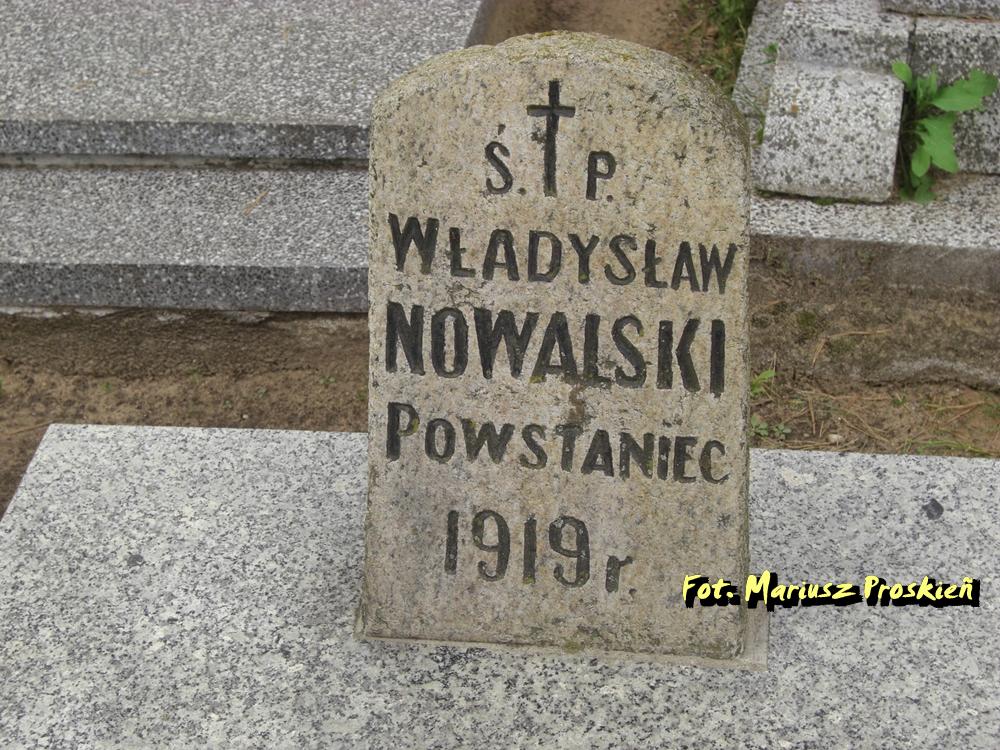 Ś. P.
WŁADYSŁAW
NOWALSKI
POWSTANIEC
1919 r
Fot. Mariusz Proskień